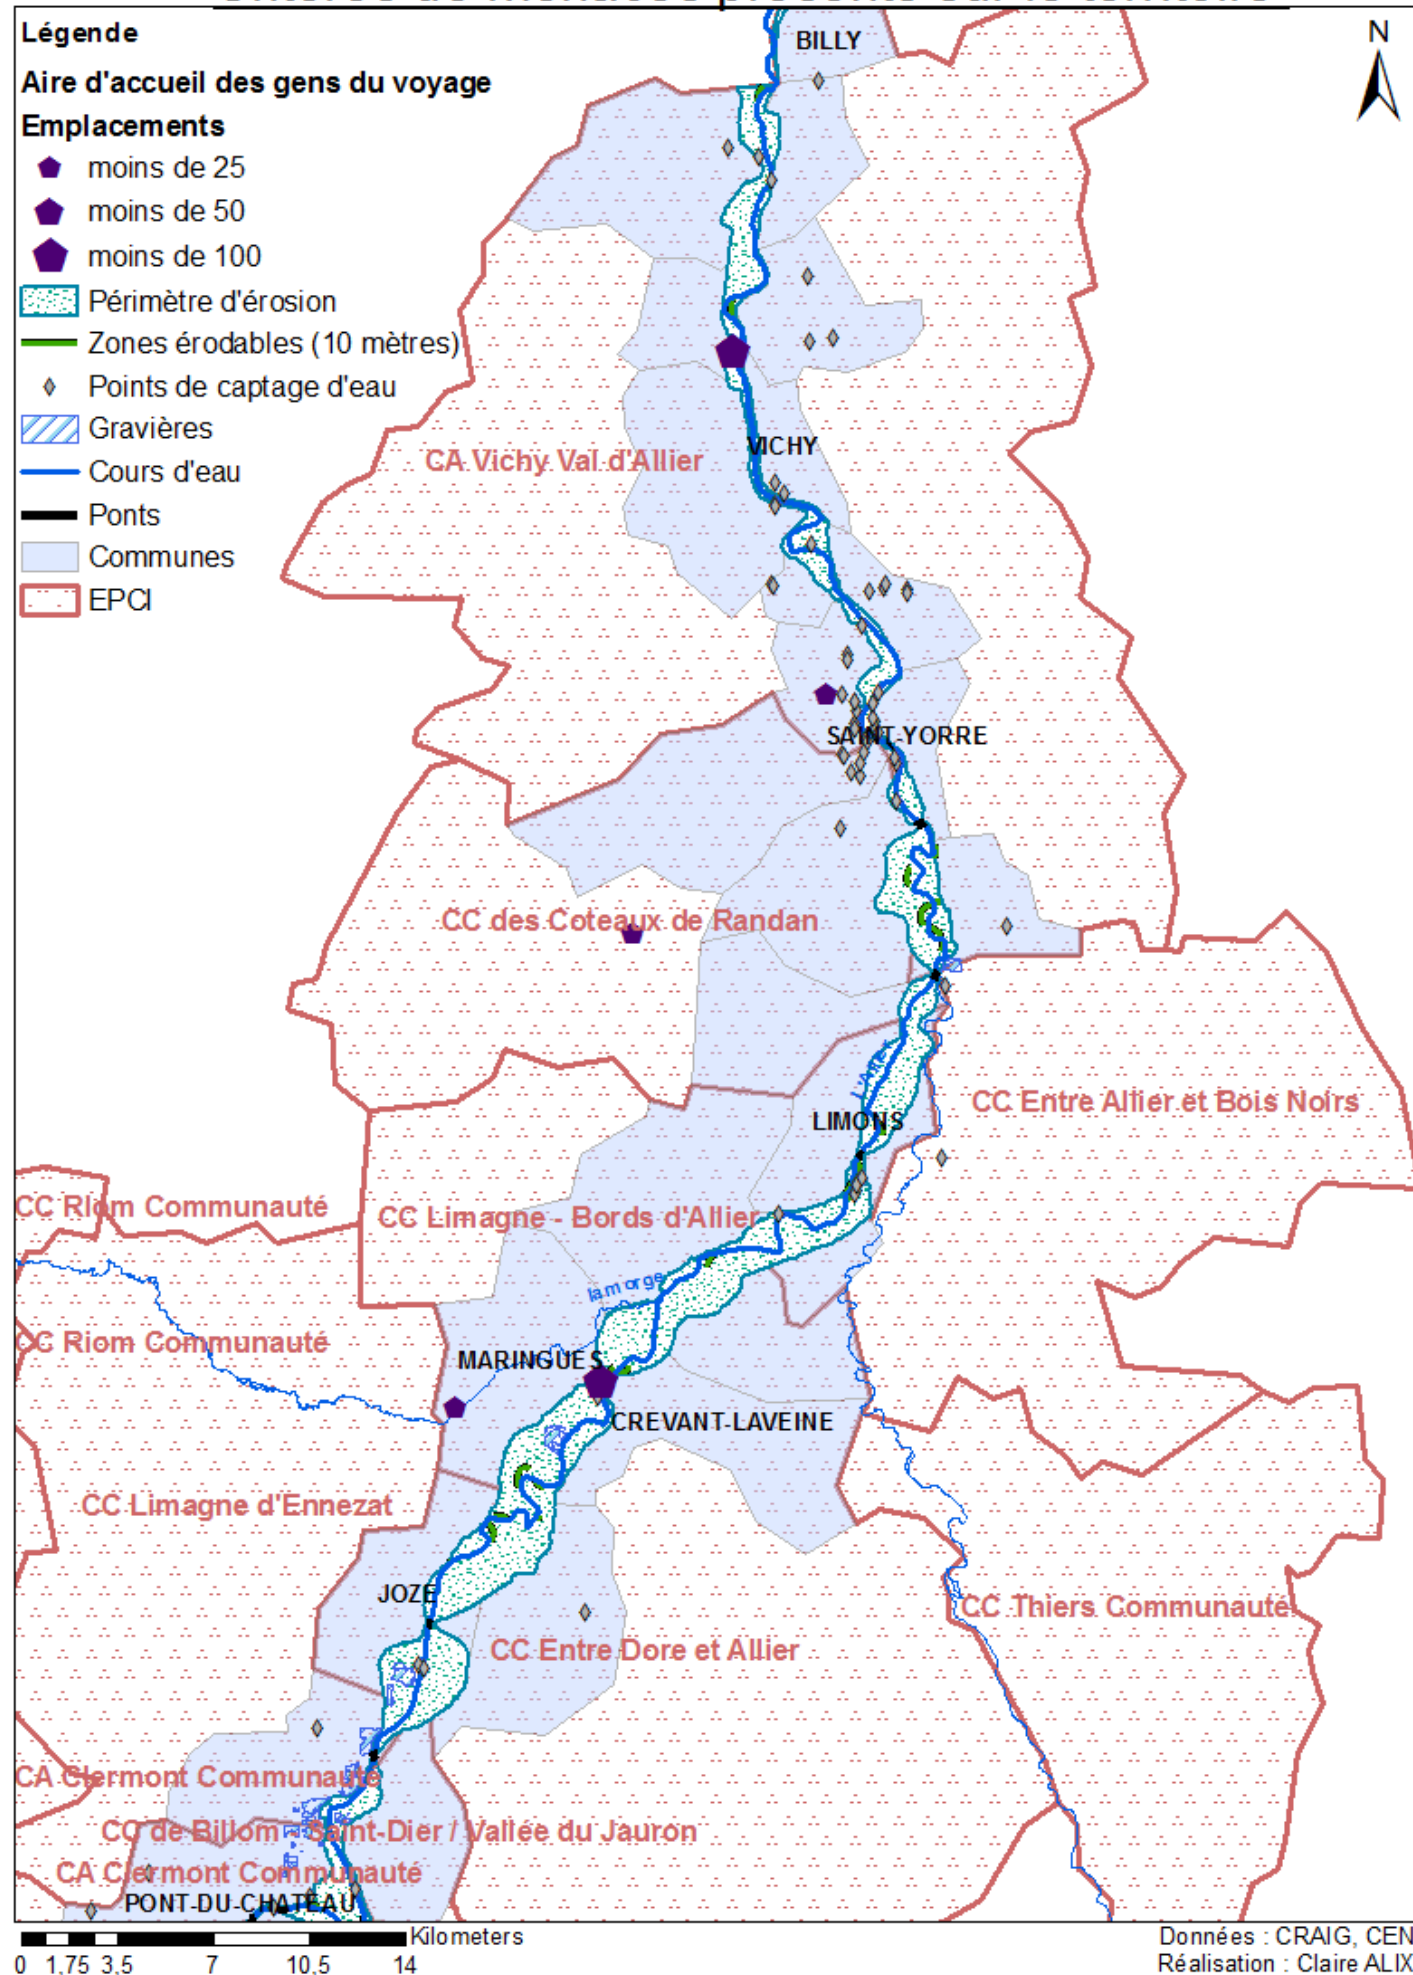 Légende
Aire d'accueil des gens du voyage
Emplacements
moins de 25
moins de 50
moins de 100
Périmètre d'érosion
Zones érodables (10 mètres)
Points de captage d'eau
Gravières
Cours d'eau
Ponts
Communes
EPCI
N
BILLY
CA Vichy Val d'Allier
VICHY
SAINT-YORRE
CC des Coteaux de Randan
CC Entre Allier et Bois Noirs
LIMONS
CC Riom Communauté
CC Limagne - Bords d'Allier
la morge
CC Riom Communauté
MARINGUES
CREVANT-LAVEINE
CC Limagne d'Ennezat
JOZE
CC Thiers Communauté
CC Entre Dore et Allier
CA Clermont Communauté
CC de Billom - Saint-Dier / Vallée du Jauron
CA Clermont Communauté
PONT-DU-CHATEAU
Kilometers
0 1,75 3,5 7 10,5 14
Données : CRAIG, CEN
Réalisation : Claire ALIX